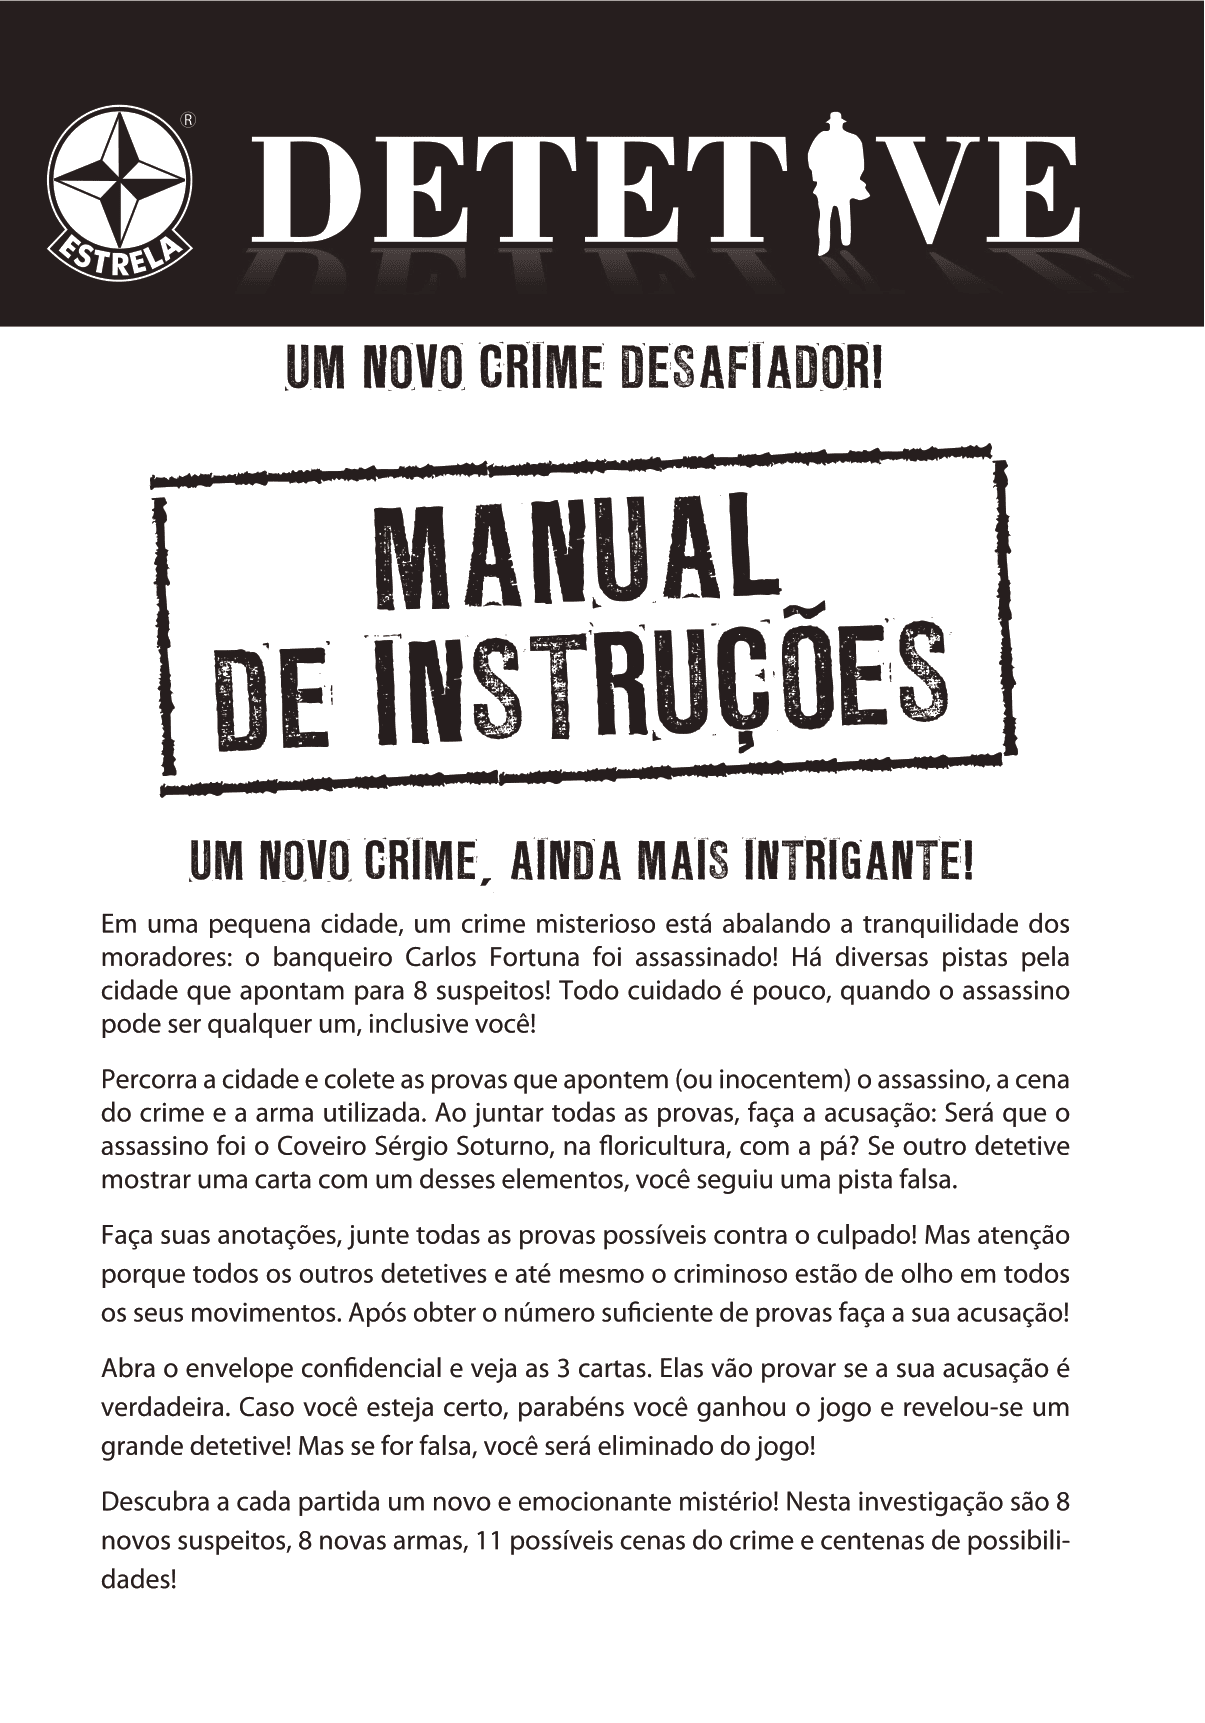 ESTRELA
®
DETETIVE
UM NOVO CRIME DESAFIADOR!
MANUAL
DE INSTRUÇÕES
UM NOVO CRIME, AINDA MAIS INTRIGANTE!
Em uma pequena cidade, um crime misterioso está abalando a tranquilidade dos
moradores: o banqueiro Carlos Fortuna foi assassinado! Há diversas pistas pela
cidade que apontam para 8 suspeitos! Todo cuidado é pouco, quando o assassino
pode ser qualquer um, inclusive você!
Percorra a cidade e colete as provas que apontem (ou inocentem) o assassino, a cena
do crime e a arma utilizada. Ao juntar todas as provas, faça a acusação: Será que o
assassino foi o Coveiro Sérgio Soturno, na floricultura, com a pá? Se outro detetive
mostrar uma carta com um desses elementos, você seguiu uma pista falsa.
Faça suas anotações, junte todas as provas possíveis contra o culpado! Mas atenção
porque todos os outros detetives e até mesmo o criminoso estão de olho em todos
os seus movimentos. Após obter o número suficiente de provas faça a sua acusação!
Abra o envelope confidencial e veja as 3 cartas. Elas vão provar se a sua acusação é
verdadeira. Caso você esteja certo, parabéns você ganhou o jogo e revelou-se um
grande detetive! Mas se for falsa, você será eliminado do jogo!
Descubra a cada partida um novo e emocionante mistério! Nesta investigação são 8
novos suspeitos, 8 novas armas, 11 possíveis cenas do crime e centenas de possibili-
dades!